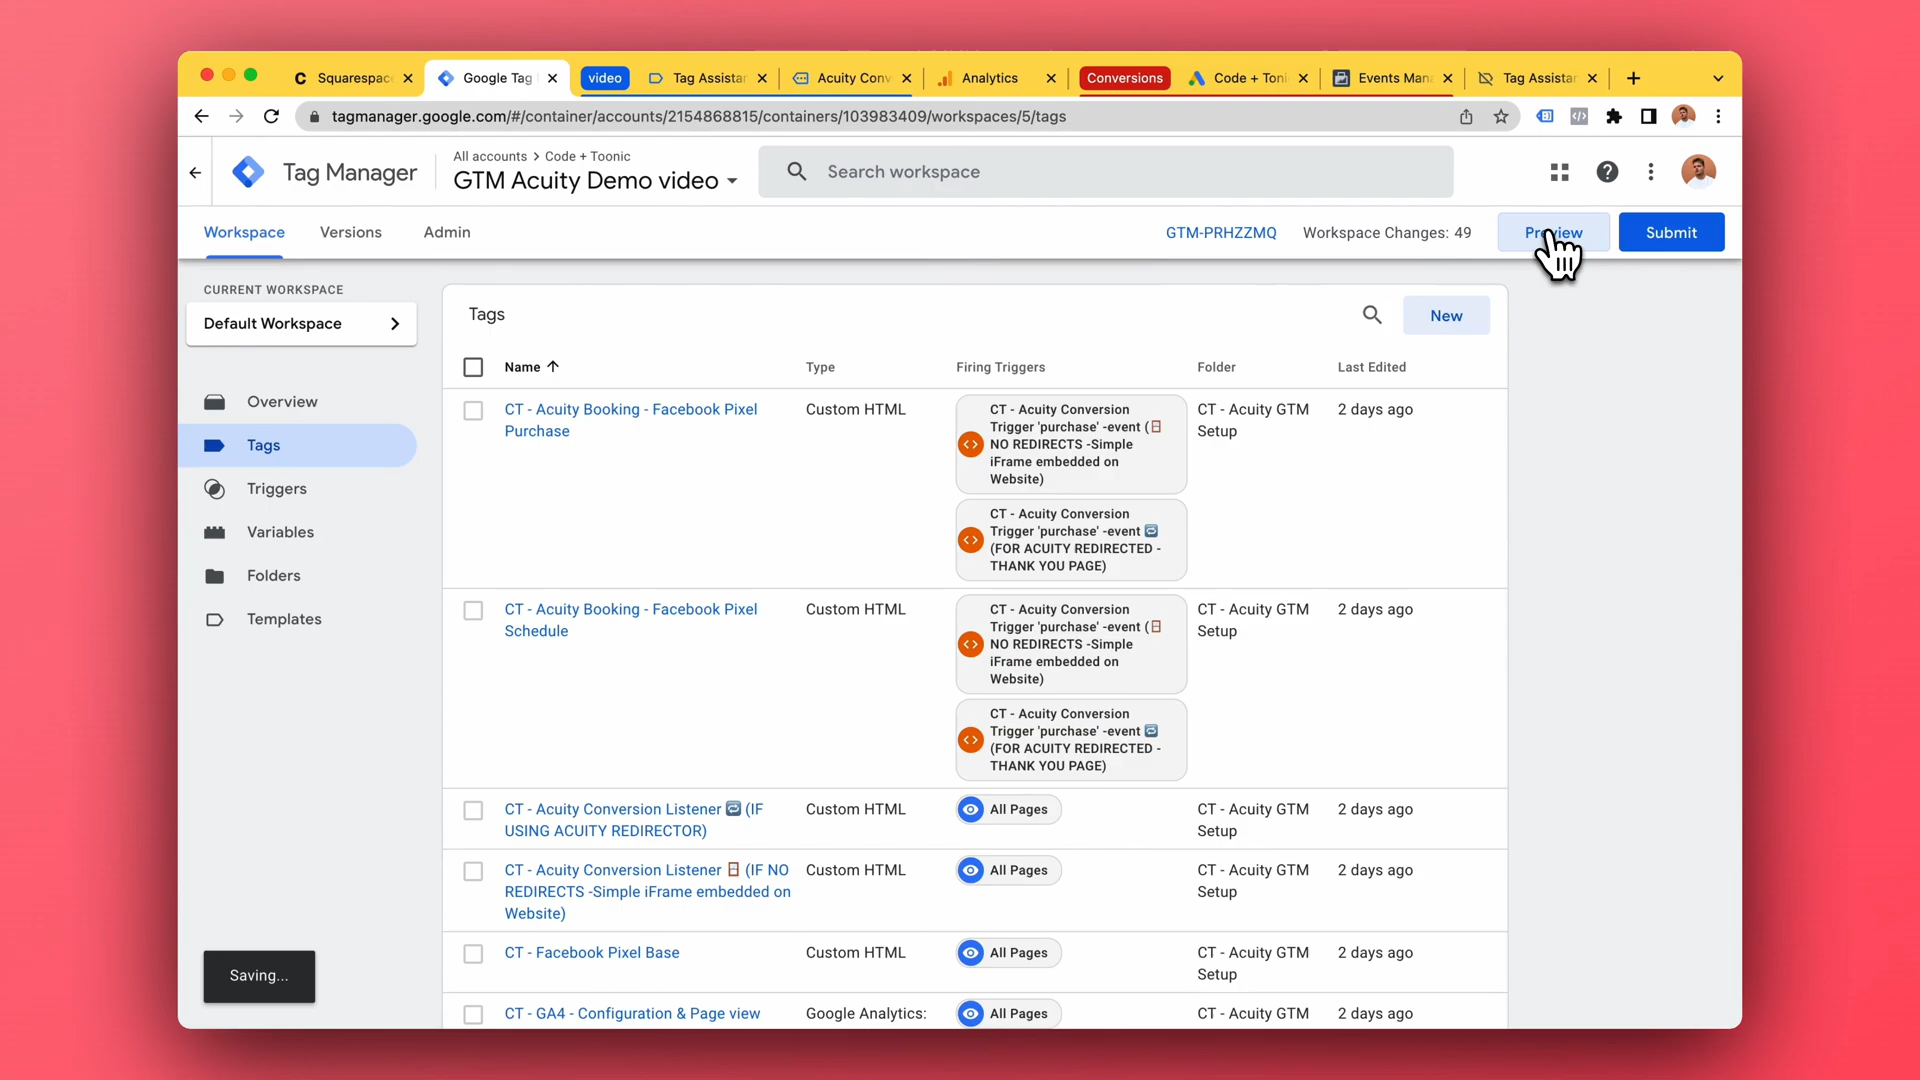 Squarespac
Google Tag
video
Tag Assistar
Acuity Conv
Analytics
Conversions
Code + Toni
Events Man
Tag Assistar
tagmanager.google.com/#/container/accounts/2154868815/containers/103983409/workspaces/5/tags
Tag Manager
All accounts > Code + Toonic
GTM Acuity Demo video
Search workspace
Workspace
Versions
Admin
GTM-PRHZZMQ
Workspace Changes: 49
Preview
Submit
CURRENT WORKSPACE
Default Workspace
Overview
Tags
Triggers
Variables
Folders
Templates
Saving...
Tags
New
Name
Type
Firing Triggers
Folder
Last Edited
CT - Acuity Booking - Facebook Pixel
Purchase
Custom HTML
CT - Acuity Conversion
Trigger 'purchase' -event (
NO REDIRECTS -Simple
iFrame embedded on
Website)
CT - Acuity Conversion
Trigger 'purchase' -event
(FOR ACUITY REDIRECTED -
THANK YOU PAGE)
CT - Acuity GTM
Setup
2 days ago
CT - Acuity Booking - Facebook Pixel
Schedule
Custom HTML
CT - Acuity Conversion
Trigger 'purchase' -event (
NO REDIRECTS -Simple
iFrame embedded on
Website)
CT - Acuity Conversion
Trigger 'purchase' -event
(FOR ACUITY REDIRECTED -
THANK YOU PAGE)
CT - Acuity GTM
Setup
2 days ago
CT - Acuity Conversion Listener (IF
USING ACUITY REDIRECTOR)
Custom HTML
All Pages
CT - Acuity GTM
Setup
2 days ago
CT - Acuity Conversion Listener (IF NO
REDIRECTS -Simple iFrame embedded on
Website)
Custom HTML
All Pages
CT - Acuity GTM
Setup
2 days ago
CT - Facebook Pixel Base
Custom HTML
All Pages
CT - Acuity GTM
Setup
2 days ago
CT - GA4 - Configuration & Page view
Google Analytics:
All Pages
CT - Acuity GTM
2 days ago